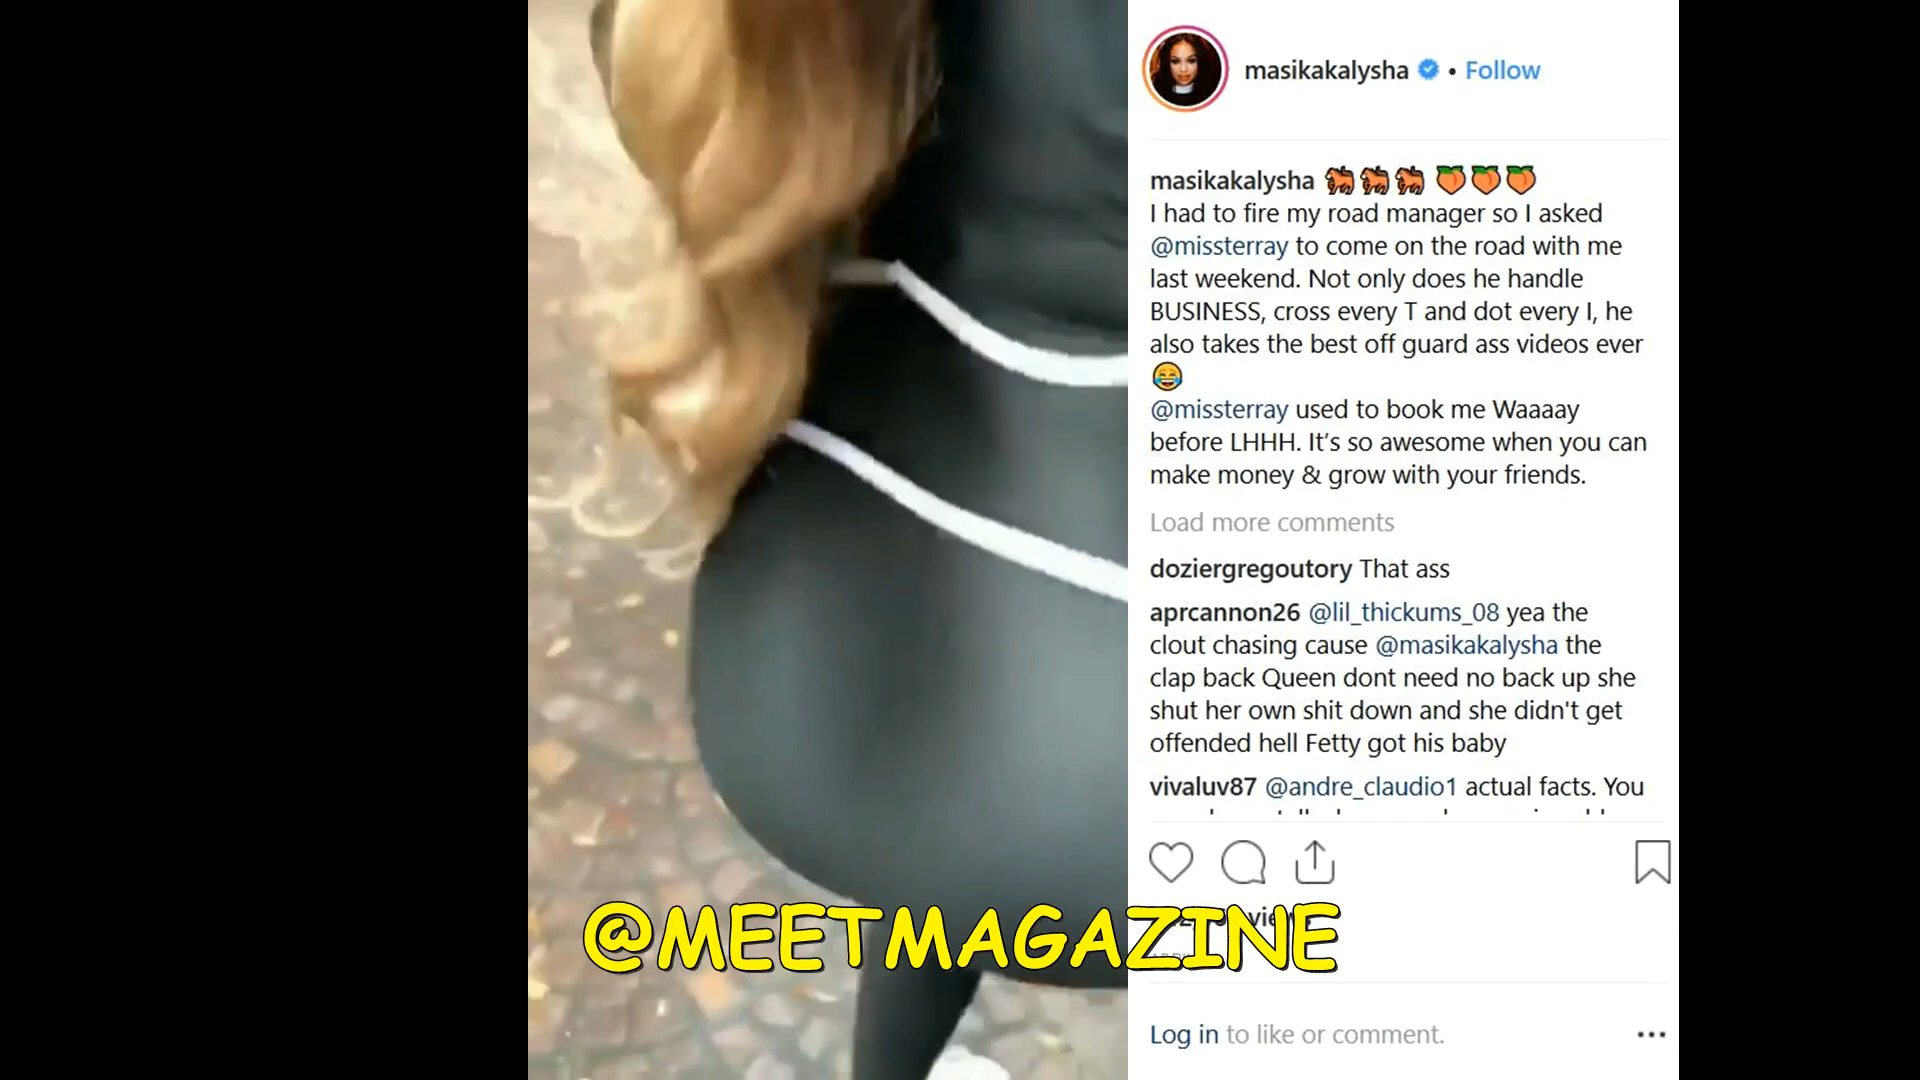 masikakalysha • Follow
masikakalysha 🐎🐎🐎 🍑🍑🍑
I had to fire my road manager so I asked
@missterray to come on the road with me
last weekend. Not only does he handle
BUSINESS, cross every T and dot every I, he
also takes the best off guard ass videos ever
😂
@missterray used to book me Waaaay
before LHHH. It’s so awesome when you can
make money & grow with your friends.
Load more comments
doziergregoutory That ass
aprcannon26 @lil_thickums_08 yea the
clout chasing cause @masikakalysha the
clap back Queen dont need no back up she
shut her own shit down and she didn't get
offended hell Fetty got his baby
vivaluv87 @andre_claudio1 actual facts. You
views
@MEETMAGAZINE
Log in to like or comment.